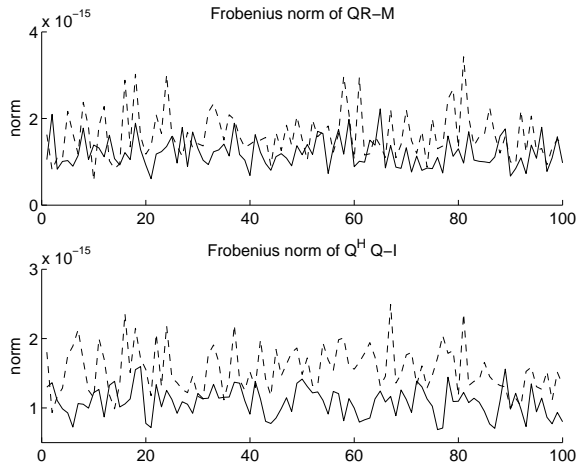 Frobenius norm of QR−M
4 x 10^-15
2
0
norm
0 20 40 60 80 100
Frobenius norm of Q^H Q−I
3 x 10^-15
2
1
norm
0 20 40 60 80 100